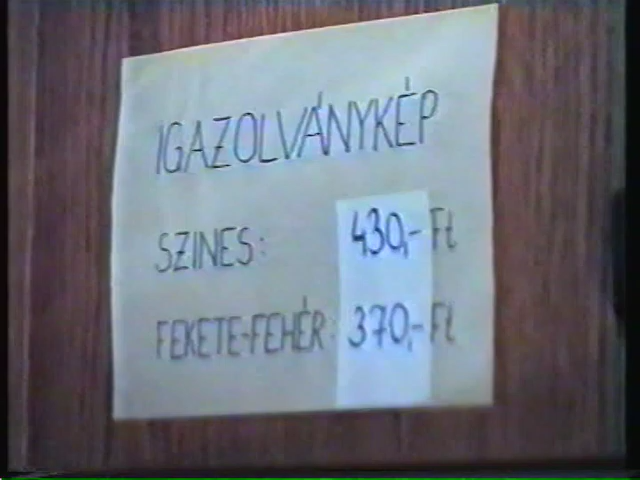 IGAZOLVÁNYKÉP
SZINES: 430,- Ft
FEKETE-FEHÉR: 370,- Ft